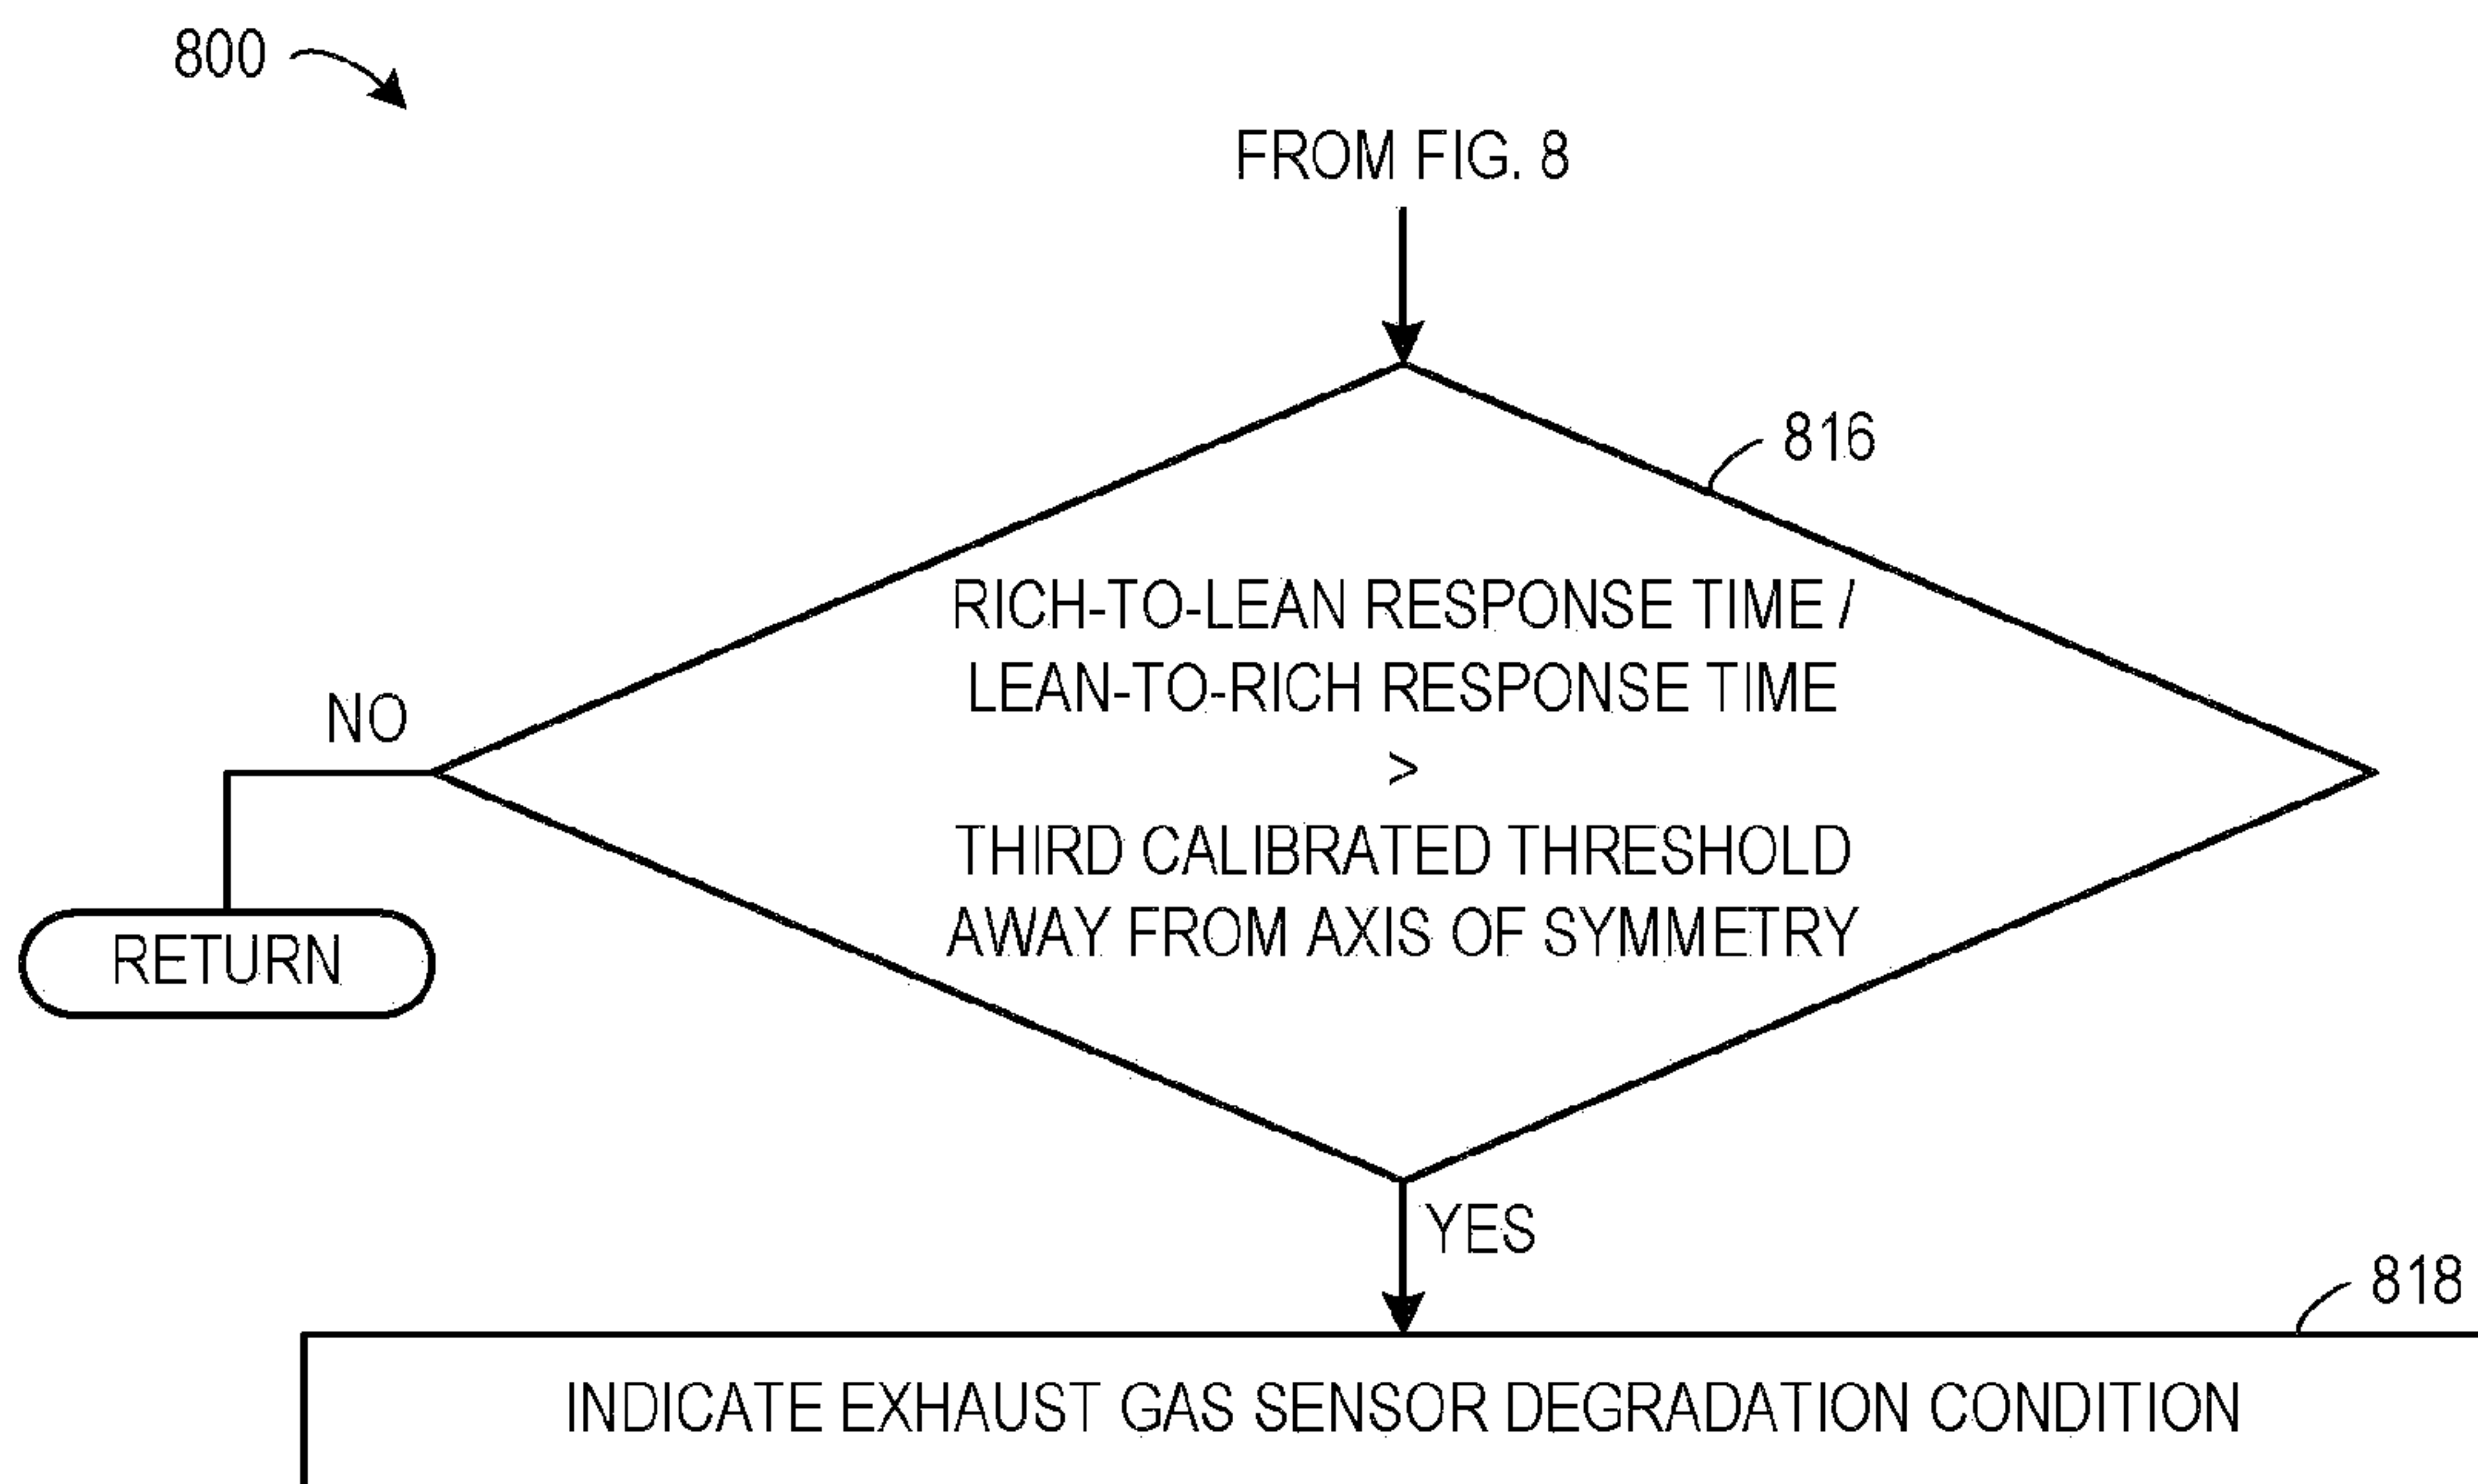 800
FROM FIG. 8
816
RICH-TO-LEAN RESPONSE TIME /
LEAN-TO-RICH RESPONSE TIME
>
THIRD CALIBRATED THRESHOLD
AWAY FROM AXIS OF SYMMETRY
NO
RETURN
YES
818
INDICATE EXHAUST GAS SENSOR DEGRADATION CONDITION